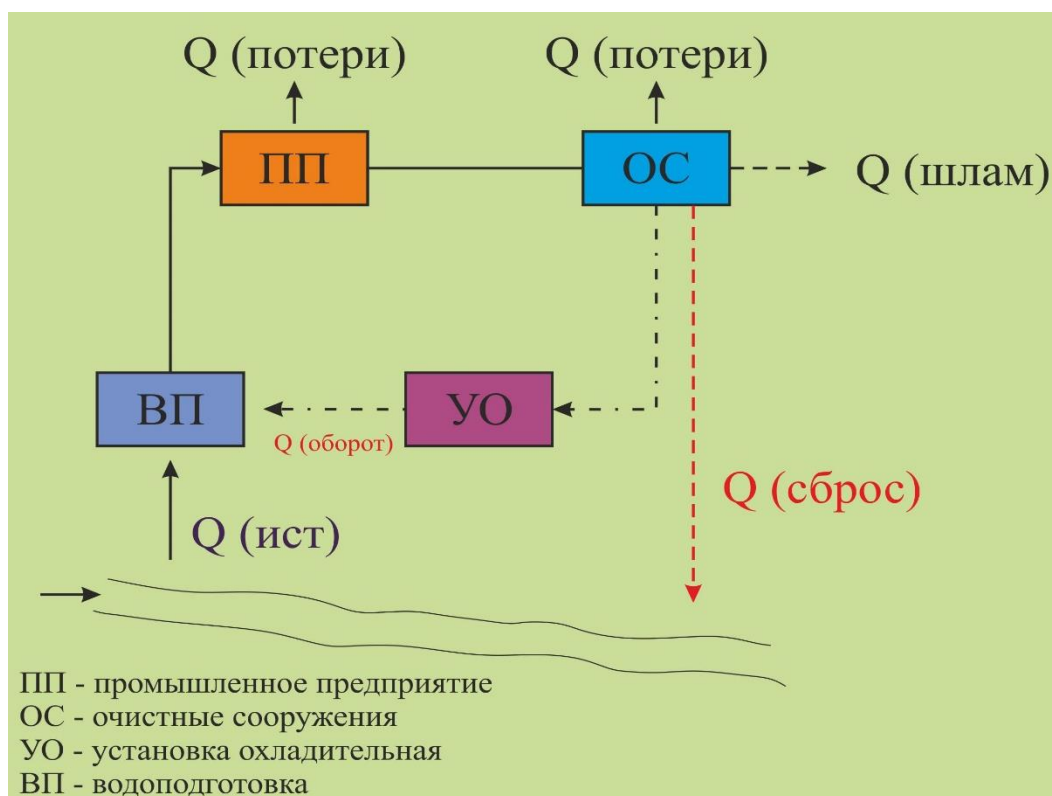 Q (потери)
Q (потери)
ПП
ОС
Q (шлам)
ВП
УО
Q (оборот)
Q (сброс)
Q (ист)
ПП - промышленное предприятие
ОС - очистные сооружения
УО - установка охладительная
ВП - водоподготовка